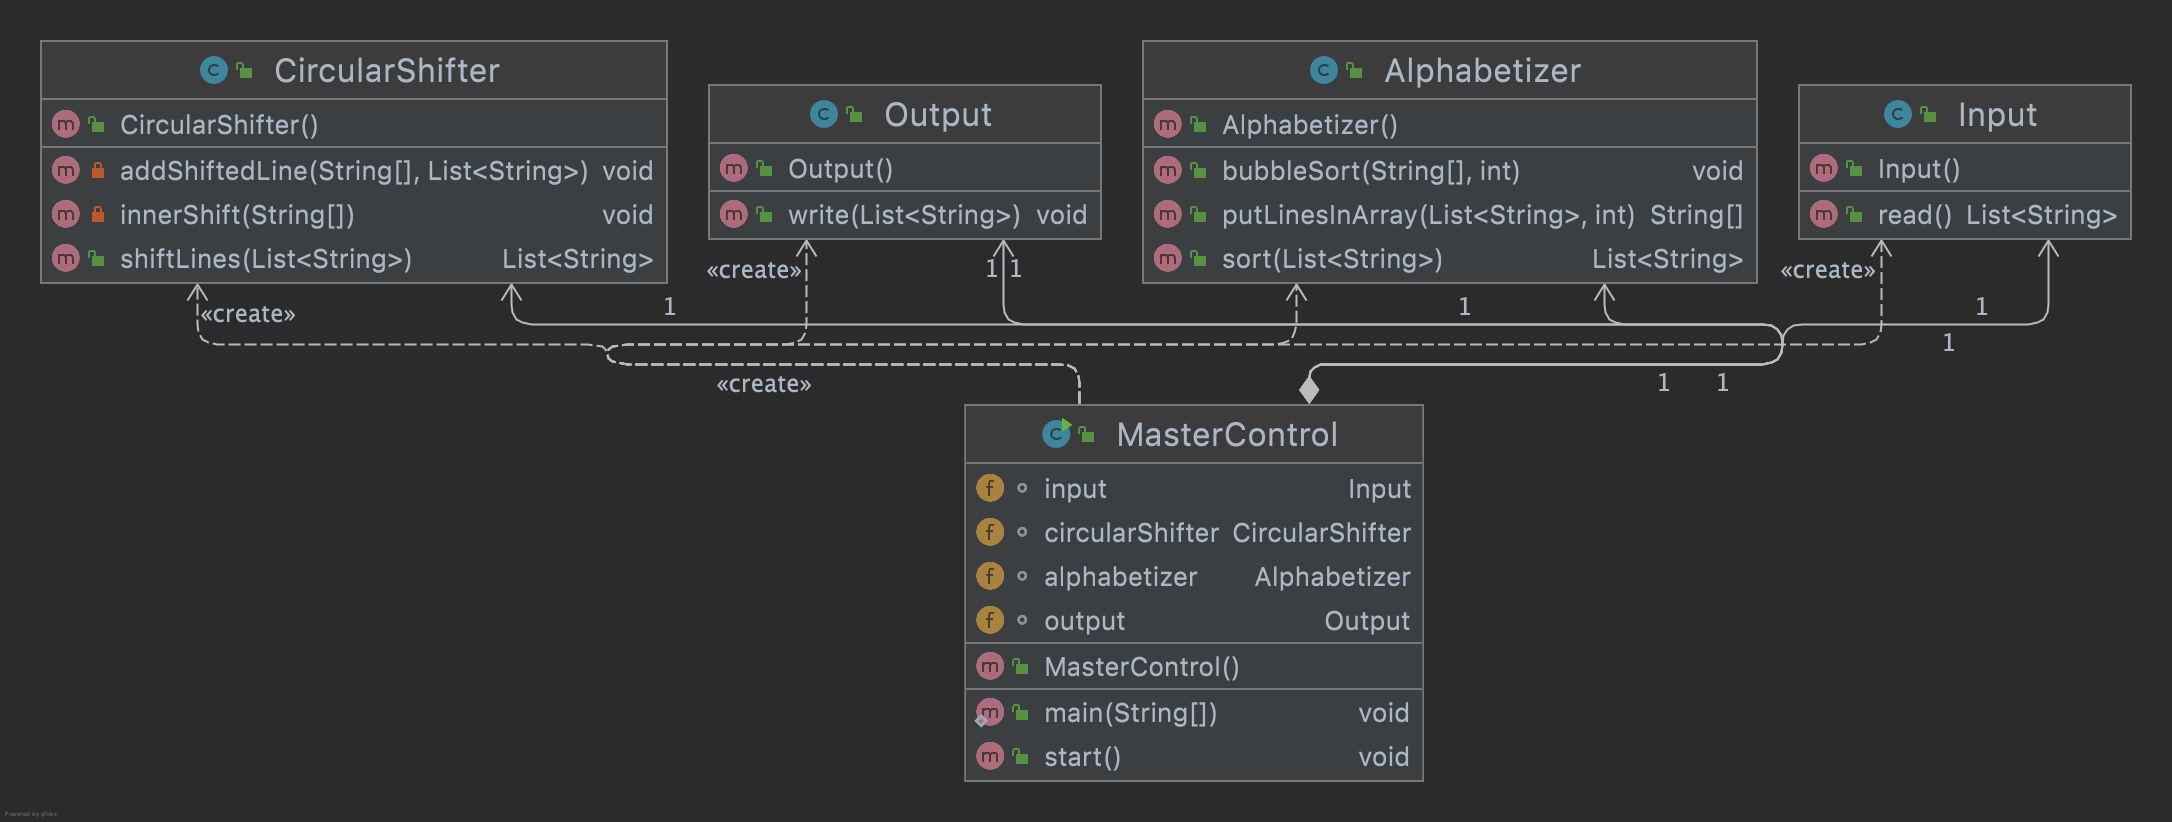 C CircularShifter
m CircularShifter()
m addShiftedLine(String[], List<String>) void
m innerShift(String[]) void
m shiftLines(List<String>) List<String>
C Output
m Output()
m write(List<String>) void
C Alphabetizer
m Alphabetizer()
m bubbleSort(String[], int) void
m putLinesInArray(List<String>, int) String[]
m sort(List<String>) List<String>
C Input
m Input()
m read() List<String>
«create»
1 1
«create»
«create»
1
1
1
1
«create»
1 1
C MasterControl
f input Input
f circularShifter CircularShifter
f alphabetizer Alphabetizer
f output Output
m MasterControl()
m main(String[]) void
m start() void
Powered by yFiles